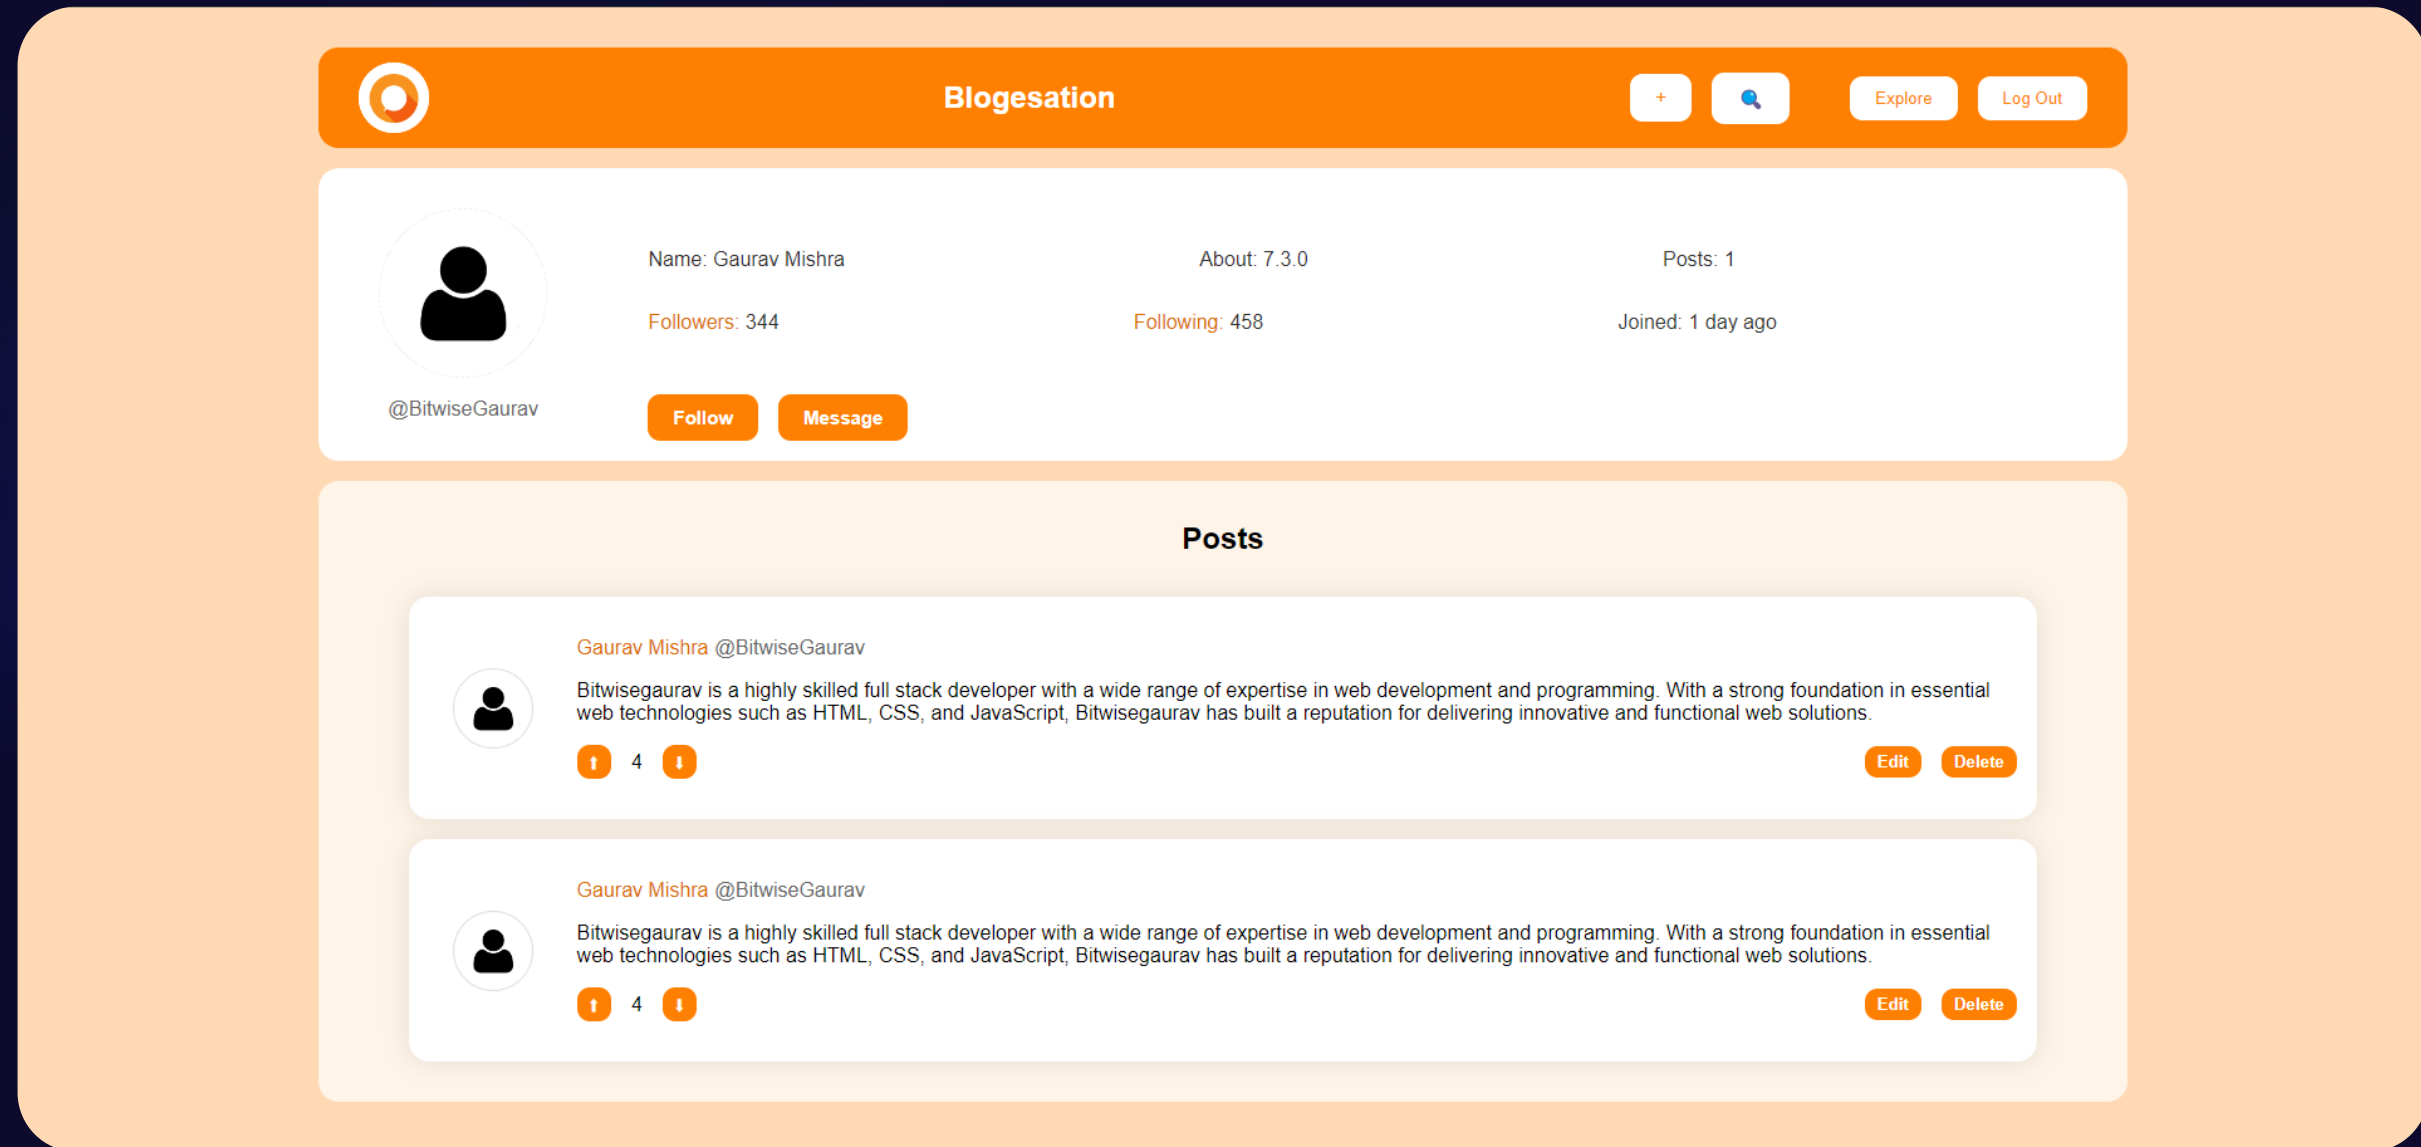 Blogesation
+
Explore
Log Out
Name: Gaurav Mishra
About: 7.3.0
Posts: 1
Followers: 344
Following: 458
Joined: 1 day ago
@BitwiseGaurav
Follow
Message
Posts
Gaurav Mishra @BitwiseGaurav
Bitwisegaurav is a highly skilled full stack developer with a wide range of expertise in web development and programming. With a strong foundation in essential
web technologies such as HTML, CSS, and JavaScript, Bitwisegaurav has built a reputation for delivering innovative and functional web solutions.
⬆ 4 ⬇
Edit
Delete
Gaurav Mishra @BitwiseGaurav
Bitwisegaurav is a highly skilled full stack developer with a wide range of expertise in web development and programming. With a strong foundation in essential
web technologies such as HTML, CSS, and JavaScript, Bitwisegaurav has built a reputation for delivering innovative and functional web solutions.
⬆ 4 ⬇
Edit
Delete